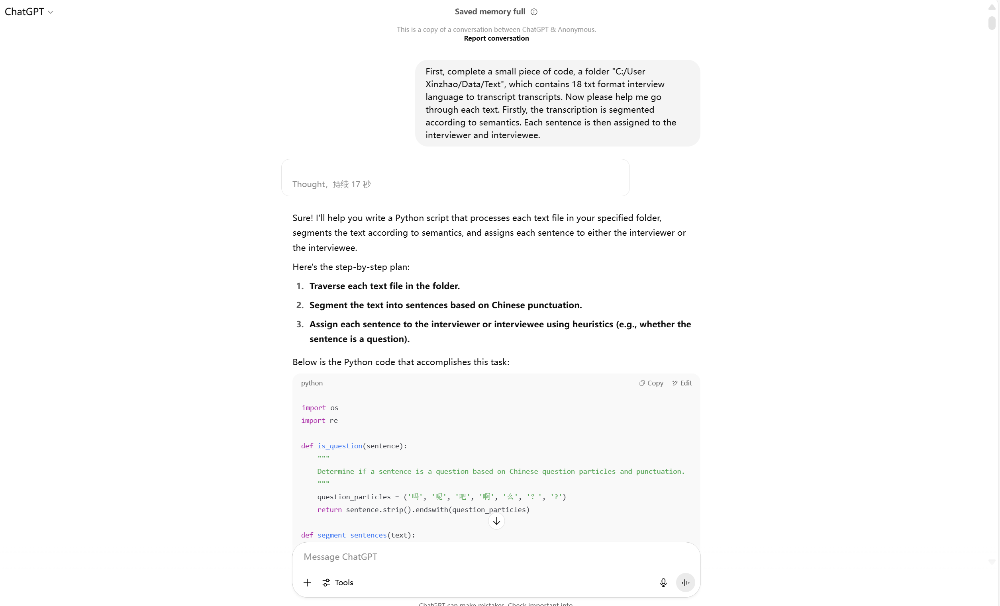 ChatGPT
Saved memory full
This is a copy of a conversation between ChatGPT & Anonymous.
Report conversation
First, complete a small piece of code, a folder "C:/User
Xinzhao/Data/Text", which contains 18 txt format interview
language to transcript transcripts. Now please help me go
through each text. Firstly, the transcription is segmented
according to semantics. Each sentence is then assigned to the
interviewer and interviewee.
Thought，持续 17 秒
Sure! I'll help you write a Python script that processes each text file in your specified folder,
segments the text according to semantics, and assigns each sentence to either the interviewer or
the interviewee.
Here's the step-by-step plan:
1. Traverse each text file in the folder.
2. Segment the text into sentences based on Chinese punctuation.
3. Assign each sentence to the interviewer or interviewee using heuristics (e.g., whether the
sentence is a question).
Below is the Python code that accomplishes this task:
python
Copy
Edit
import os
import re
def is_question(sentence):
"""
Determine if a sentence is a question based on Chinese question particles and punctuation.
"""
question_particles = ('吗', '呢', '吧', '啊', '么', '？', '?')
return sentence.strip().endswith(question_particles)
def segment_sentences(text):
Message ChatGPT
Tools
ChatGPT can make mistakes. Check important info.